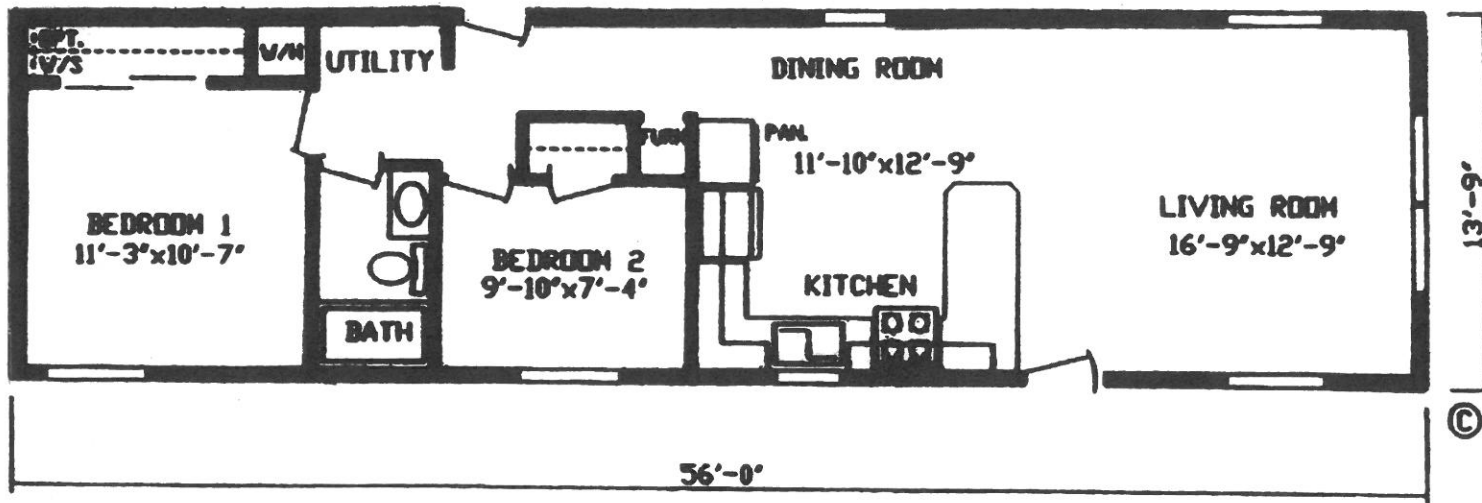 OPT.
W/S
W/H
UTILITY
DINING ROOM
FURN
PAN.
11'-10"x12'-9"
BEDROOM 1
11'-3"x10'-7"
BEDROOM 2
9'-10"x7'-4"
LIVING ROOM
16'-9"x12'-9"
KITCHEN
BATH
13'-9"
©
56'-0"